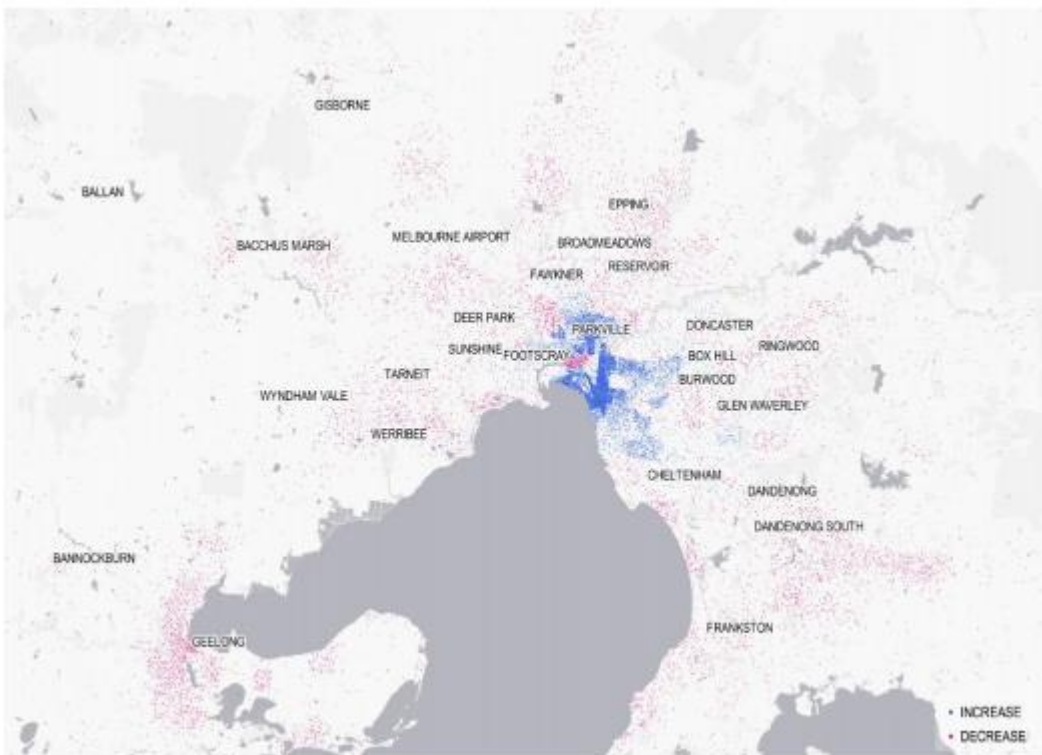 GISBORNE
BALLAN
EPPING
MELBOURNE AIRPORT
BROADMEADOWS
BACCHUS MARSH
RESERVOIR
FAWKNER
DEER PARK
DONCASTER
PARKVILLE
RINGWOOD
SUNSHINE
FOOTSCRAY
BOX HILL
TARNEIT
BURWOOD
WYNDHAM VALE
GLEN WAVERLEY
WERRIBEE
CHELTENHAM
DANDENONG
DANDENONG SOUTH
BANNOCKBURN
FRANKSTON
GEELONG
INCREASE
DECREASE